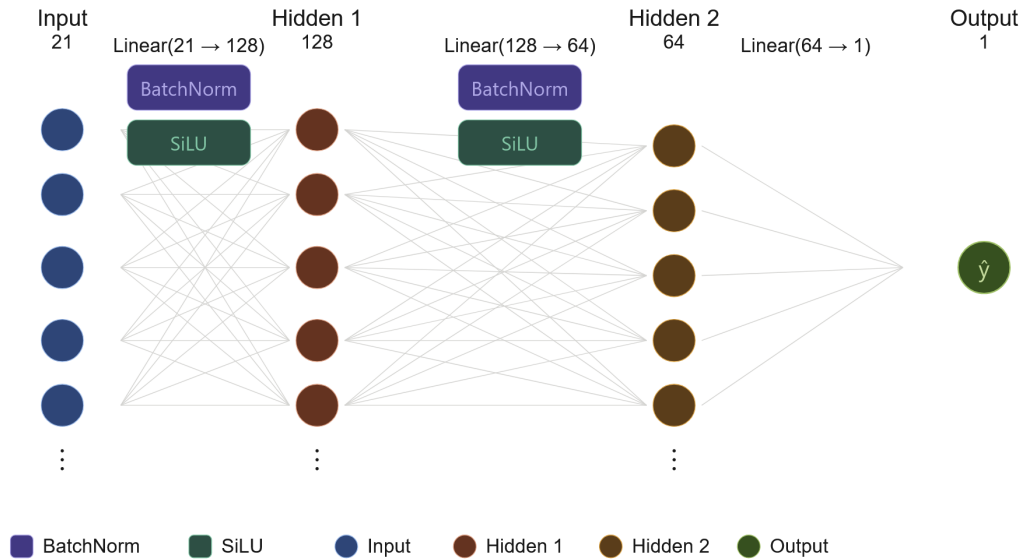 Input
21
Linear(21 → 128)
BatchNorm
SiLU
Hidden 1
128
Linear(128 → 64)
BatchNorm
SiLU
Hidden 2
64
Linear(64 → 1)
Output
1
ŷ
⋮
⋮
⋮
BatchNorm
SiLU
Input
Hidden 1
Hidden 2
Output